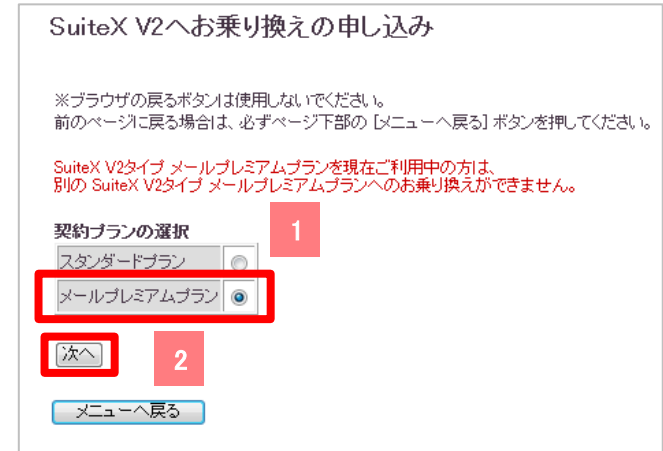 SuiteX V2へお乗り換えの申し込み
※ブラウザの戻るボタンは使用しないでください。
前のページに戻る場合は、必ずページ下部の [メニューへ戻る] ボタンを押してください。
SuiteX V2タイプ メールプレミアムプランを現在ご利用中の方は、
別の SuiteX V2タイプ メールプレミアムプランへのお乗り換えができません。
契約プランの選択
1
スタンダードプラン
メールプレミアムプラン
次へ
2
メニューへ戻る